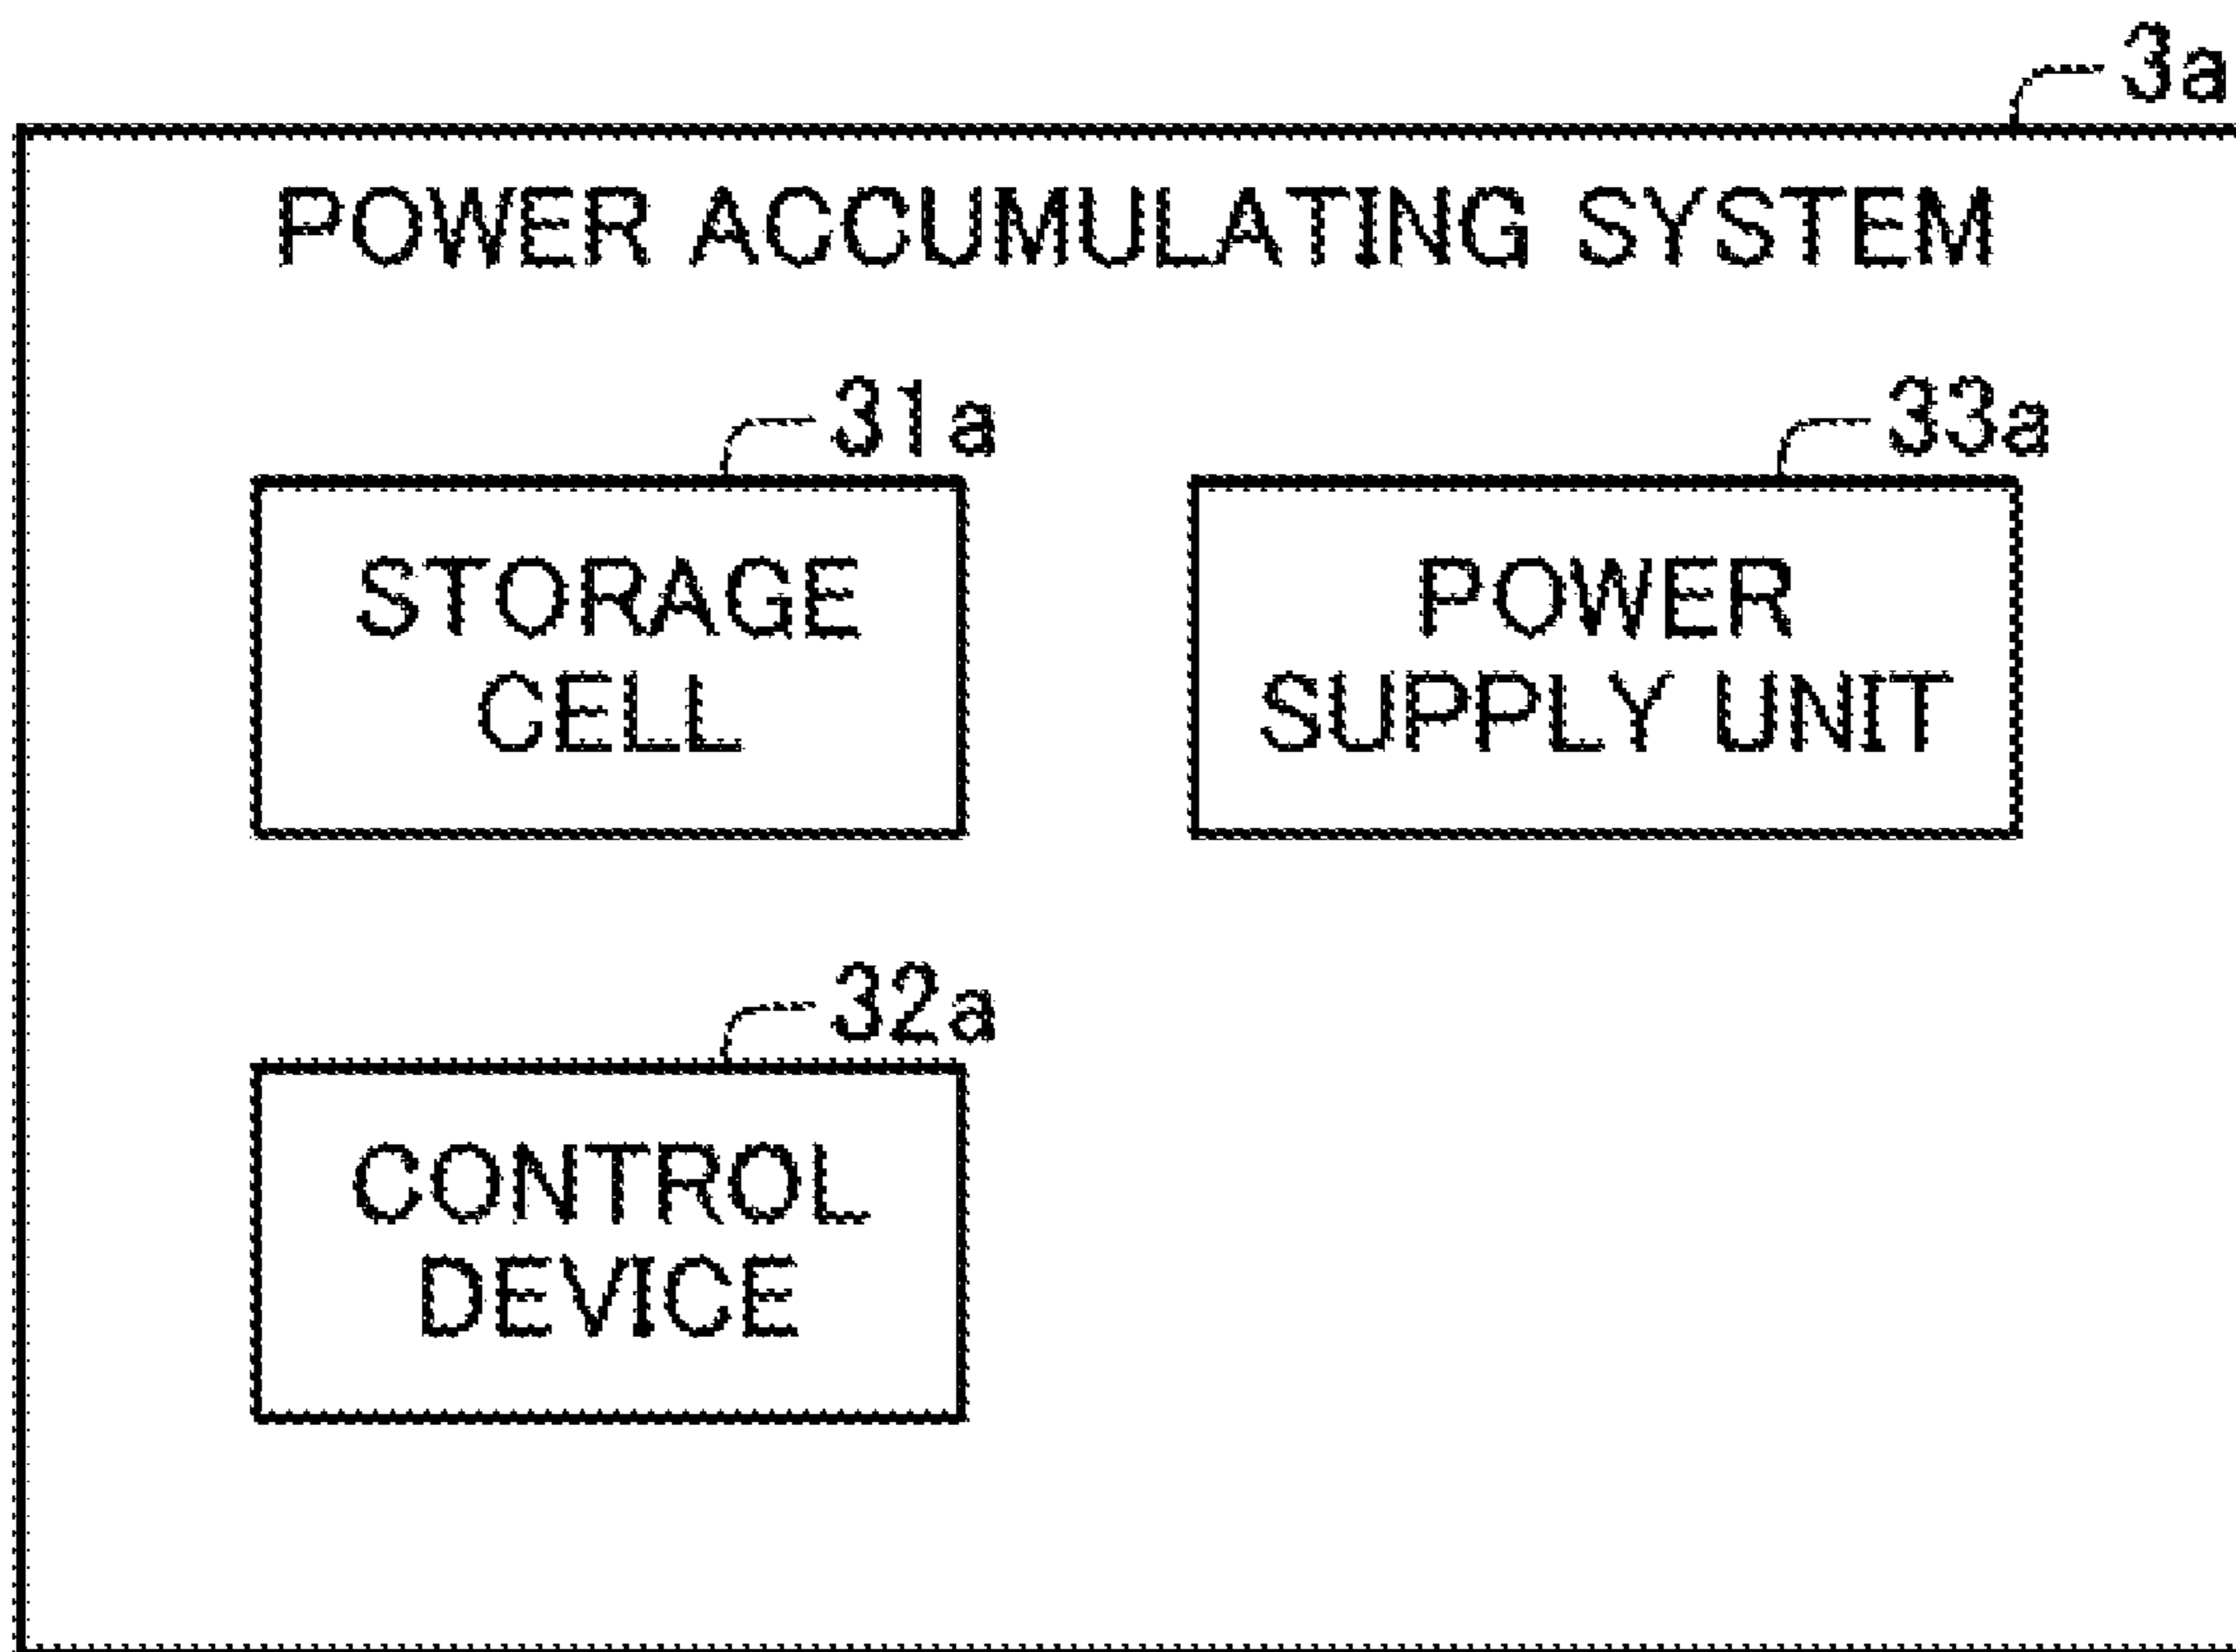 3a
POWER ACCUMULATING SYSTEM
31a
STORAGE
CELL
33a
POWER
SUPPLY UNIT
32a
CONTROL
DEVICE